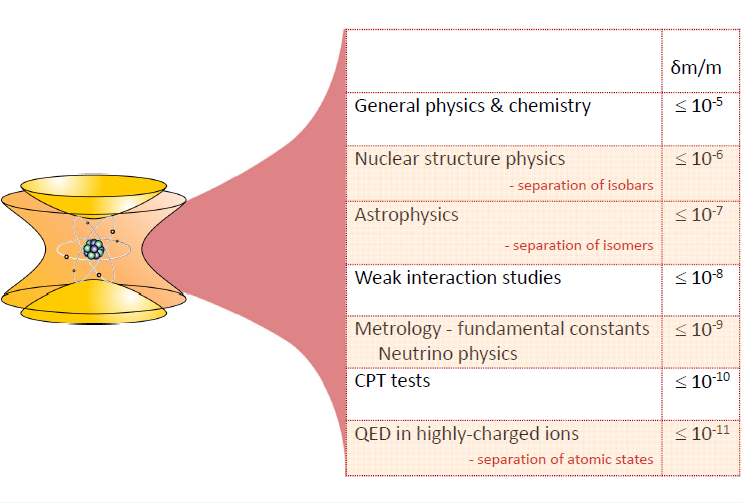 δm/m
General physics & chemistry ≤ 10⁻⁵
Nuclear structure physics ≤ 10⁻⁶
- separation of isobars
Astrophysics ≤ 10⁻⁷
- separation of isomers
Weak interaction studies ≤ 10⁻⁸
Metrology - fundamental constants ≤ 10⁻⁹
Neutrino physics
CPT tests ≤ 10⁻¹⁰
QED in highly-charged ions ≤ 10⁻¹¹
- separation of atomic states